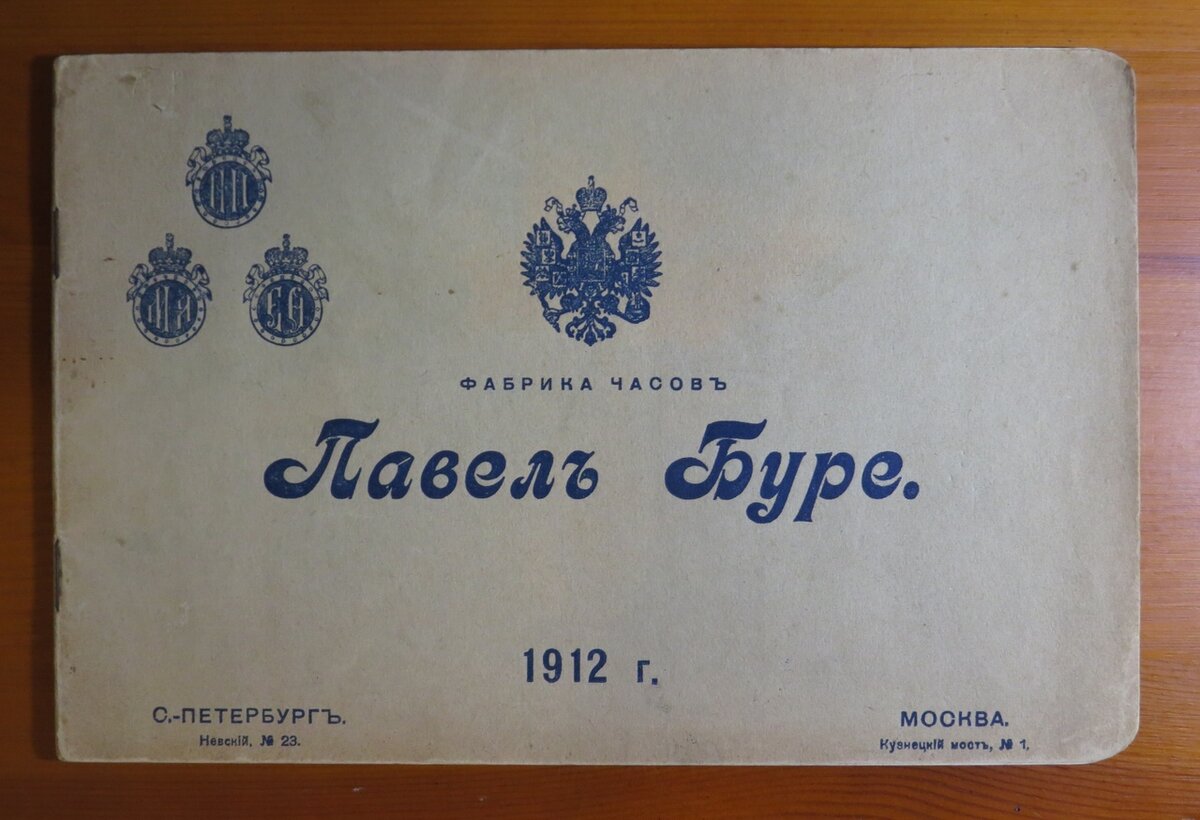 ФАБРИКА ЧАСОВЪ
Павелъ Буре.
1912 г.
С.-ПЕТЕРБУРГЪ.
Невскій, № 23.
МОСКВА.
Кузнецкій мостъ, № 1.